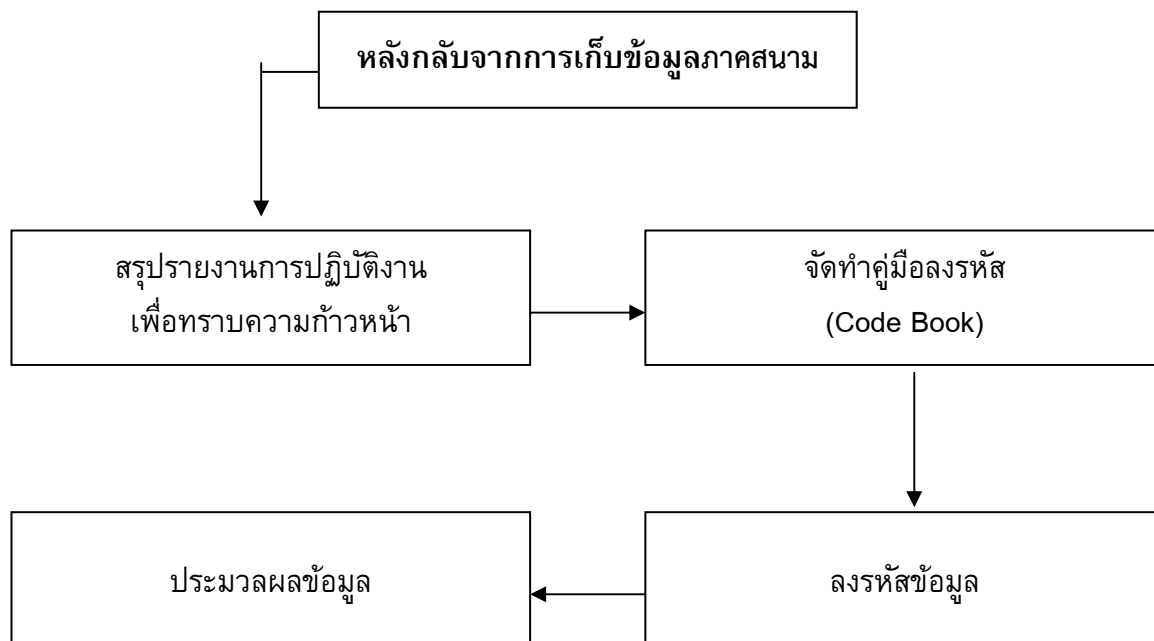 หลังกลับจากการเก็บข้อมูลภาคสนาม
สรุปรายงานการปฏิบัติงาน
เพื่อทราบความก้าวหน้า
จัดทำคู่มือลงรหัส
(Code Book)
ประมวลผลข้อมูล
ลงรหัสข้อมูล